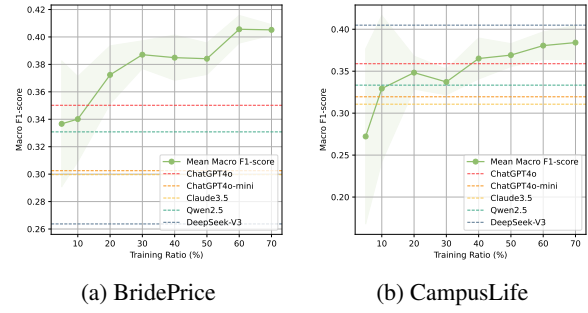 0.42
0.40
0.38
0.36
0.34
0.32
0.30
0.28
0.26
Macro F1-score
Mean Macro F1-score
ChatGPT4o
ChatGPT4o-mini
Claude3.5
Qwen2.5
DeepSeek-V3
10 20 30 40 50 60 70
Training Ratio (%)
(a) BridePrice
0.40
0.35
0.30
0.25
0.20
Macro F1-score
Mean Macro F1-score
ChatGPT4o
ChatGPT4o-mini
Claude3.5
Qwen2.5
DeepSeek-V3
10 20 30 40 50 60 70
Training Ratio (%)
(b) CampusLife